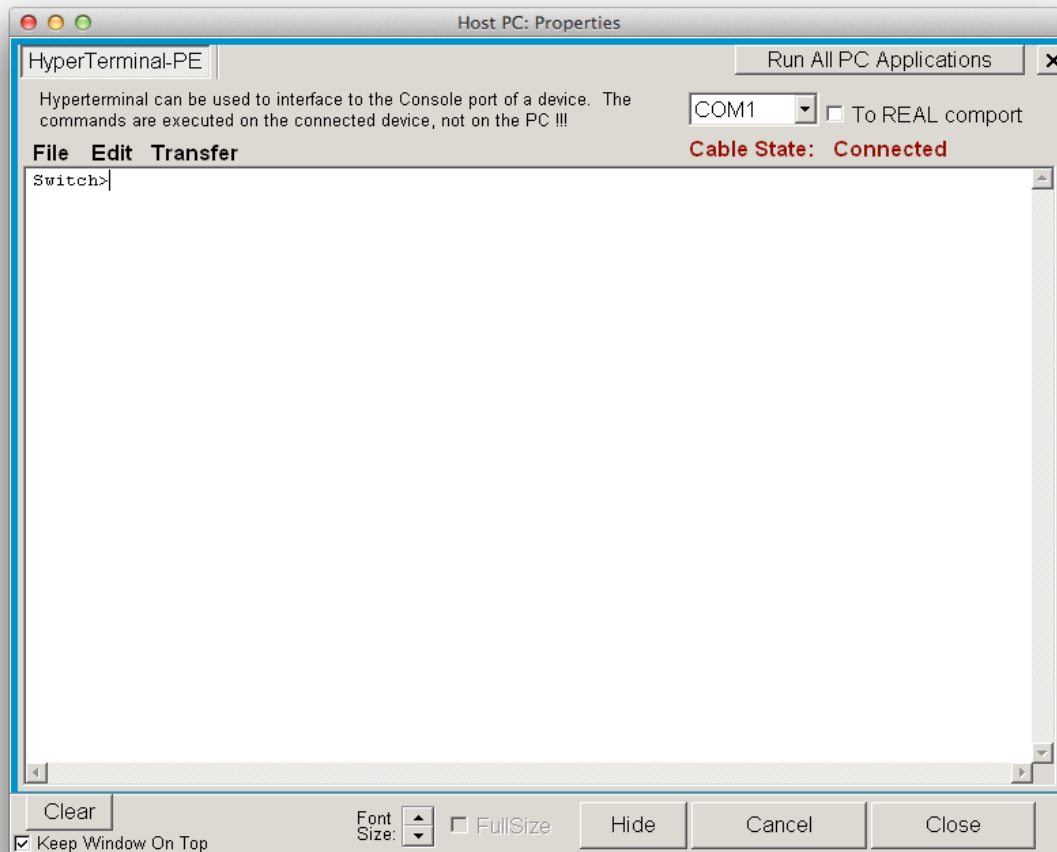 Host PC: Properties
HyperTerminal-PE
Run All PC Applications
Hyperterminal can be used to interface to the Console port of a device. The
commands are executed on the connected device, not on the PC !!!
COM1
To REAL comport
File Edit Transfer
Cable State: Connected
Switch>
Clear
Font
Size:
FullSize
Hide
Cancel
Close
Keep Window On Top